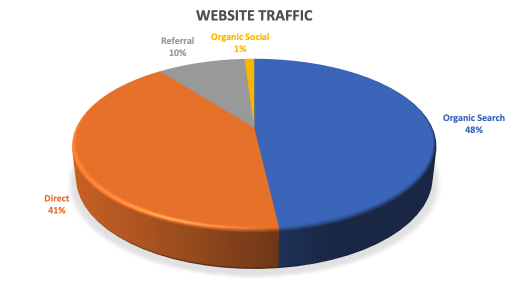 WEBSITE TRAFFIC
Referral
10%
Organic Social
1%
Organic Search
48%
Direct
41%